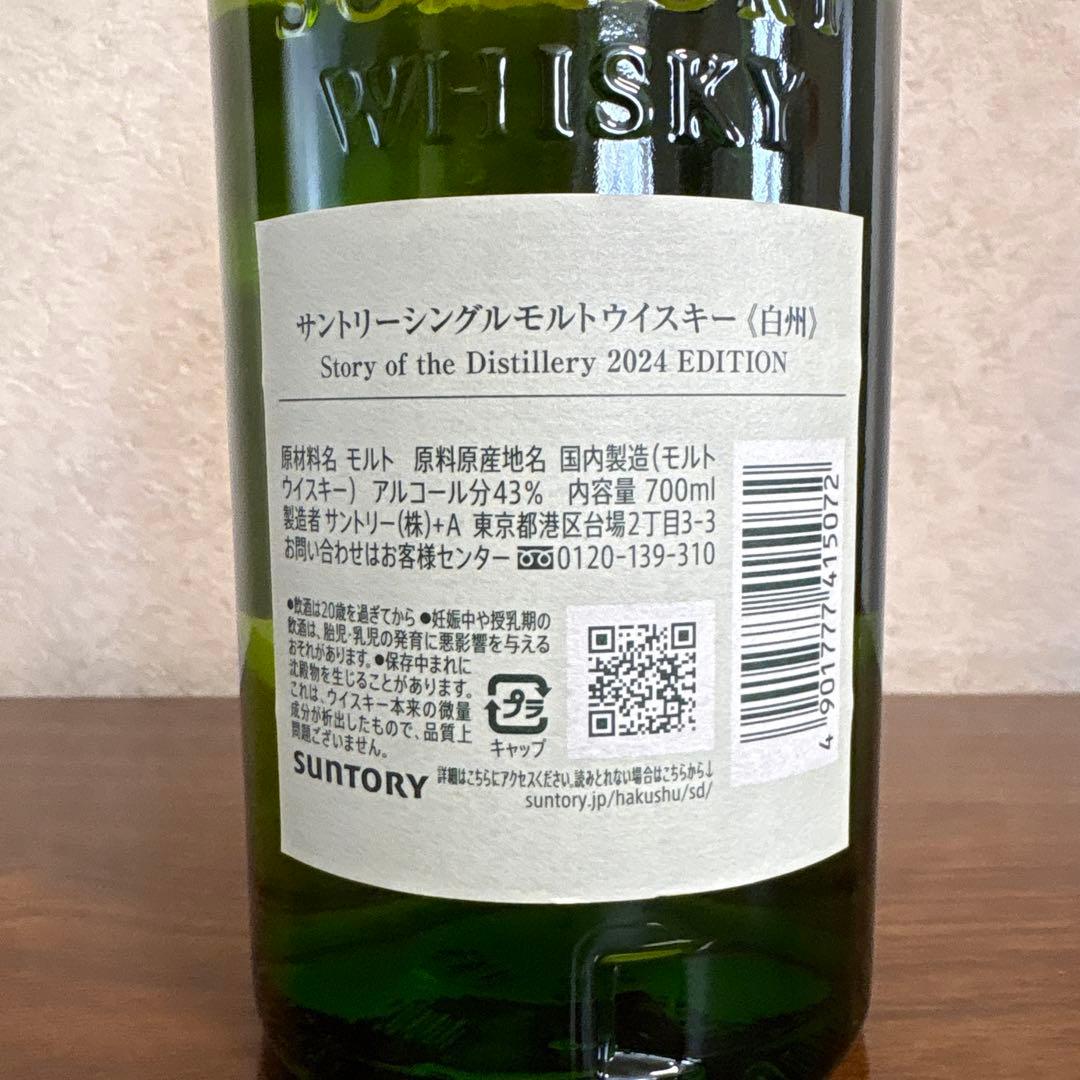 SUNTORY
WHISKY
サントリーシングルモルトウイスキー《白州》
Story of the Distillery 2024 EDITION
原材料名 モルト 原料原産地名 国内製造(モルト
ウイスキー) アルコール分43% 内容量 700ml
製造者 サントリー(株)+A 東京都港区台場2丁目3-3
お問い合わせはお客様センター 0120-139-310
●飲酒は20歳を過ぎてから ●妊娠中や授乳期の
飲酒は、胎児・乳児の発育に悪影響を与える
おそれがあります。●保存中まれに
沈殿物を生じることがあります。
これは、ウイスキー本来の微量
成分が析出したもので、品質上
問題ございません。
プラ
キャップ
SUNTORY
詳細はこちらにアクセスください。読みとれない場合はこちらから↓
suntory.jp/hakushu/sd/
4 901777 415072